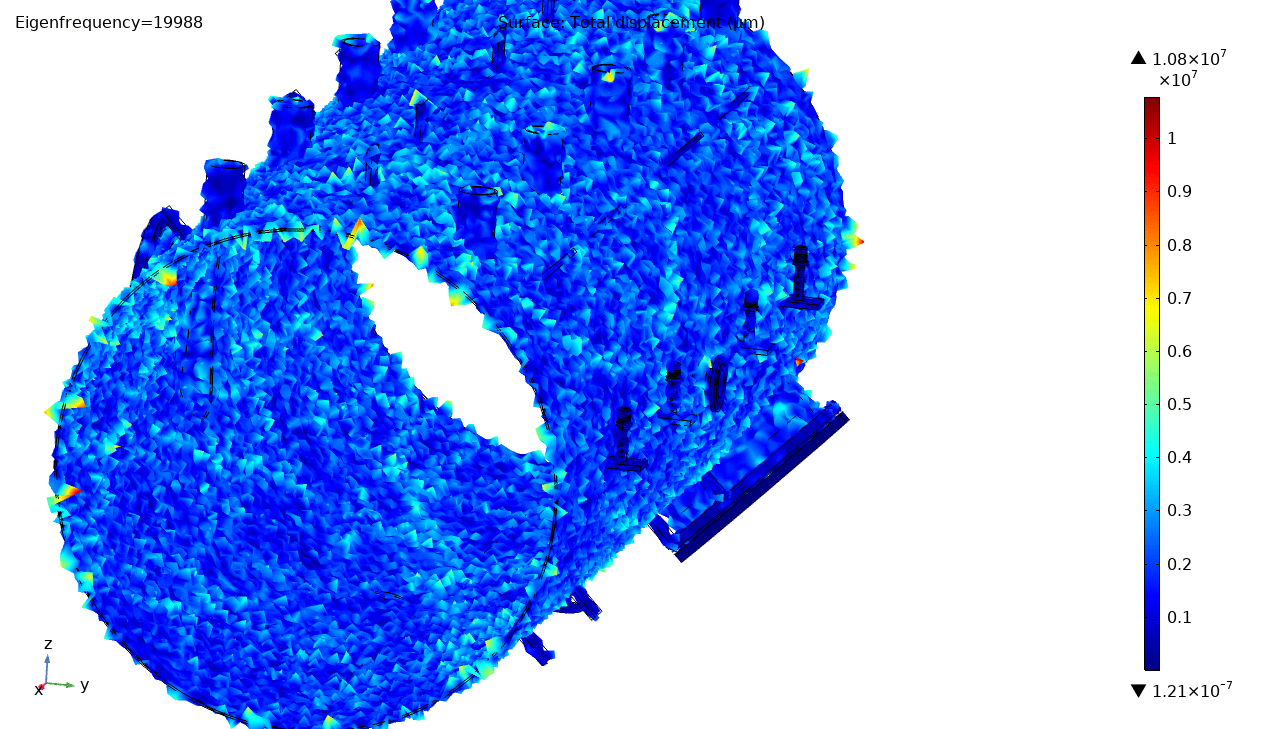 Eigenfrequency=19988
Surface: Total displacement (µm)
▲ 1.08×10⁷
×10⁷
1
0.9
0.8
0.7
0.6
0.5
0.4
0.3
0.2
0.1
▼ 1.21×10⁻⁷
z
y
x